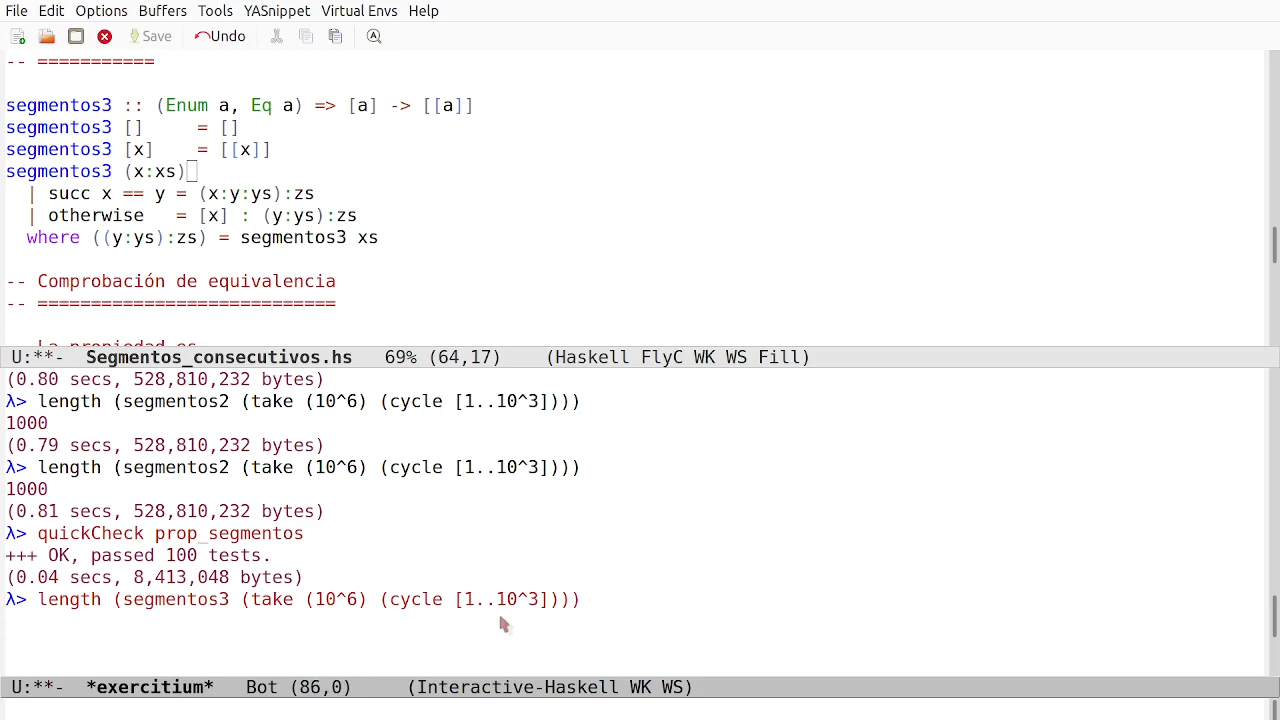 File Edit Options Buffers Tools YASnippet Virtual Envs Help
Save Undo
-- ===========
segmentos3 :: (Enum a, Eq a) => [a] -> [[a]]
segmentos3 []     = []
segmentos3 [x]    = [[x]]
segmentos3 (x:xs)
  | succ x == y = (x:y:ys):zs
  | otherwise   = [x] : (y:ys):zs
  where ((y:ys):zs) = segmentos3 xs
-- Comprobación de equivalencia
-- ============================
La propiedad es
U:**-  Segmentos_consecutivos.hs   69% (64,17)    (Haskell FlyC WK WS Fill)
(0.80 secs, 528,810,232 bytes)
λ> length (segmentos2 (take (10^6) (cycle [1..10^3])))
1000
(0.79 secs, 528,810,232 bytes)
λ> length (segmentos2 (take (10^6) (cycle [1..10^3])))
1000
(0.81 secs, 528,810,232 bytes)
λ> quickCheck prop_segmentos
+++ OK, passed 100 tests.
(0.04 secs, 8,413,048 bytes)
λ> length (segmentos3 (take (10^6) (cycle [1..10^3])))
U:**-  *exercitium*   Bot (86,0)     (Interactive-Haskell WK WS)